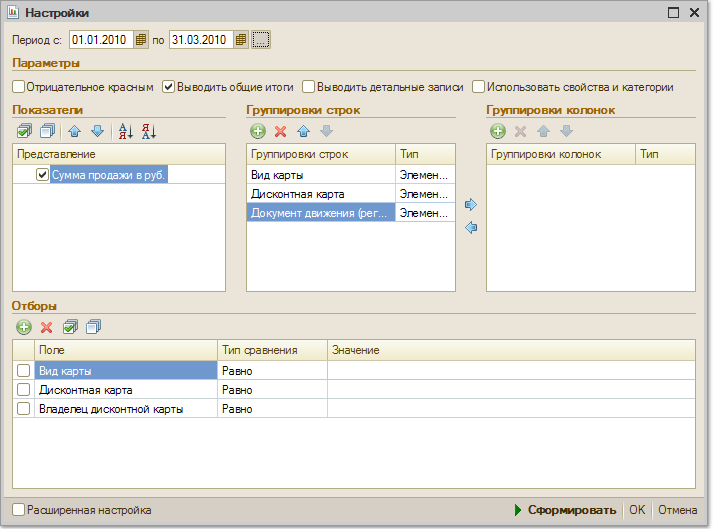 Настройки
Период с: 01.01.2010 по 31.03.2010 ...
Параметры
Отрицательное красным Выводить общие итоги Выводить детальные записи Использовать свойства и категории
Показатели Группировки строк Группировки колонок
Представление Группировки строк Тип Группировки колонок Тип
Сумма продажи в руб. Вид карты Элемен...
Дисконтная карта Элемен...
Документ движения (рег... Элемен...
Отборы
Поле Тип сравнения Значение
Вид карты Равно
Дисконтная карта Равно
Владелец дисконтной карты Равно
Расширенная настройка Сформировать OK Отмена